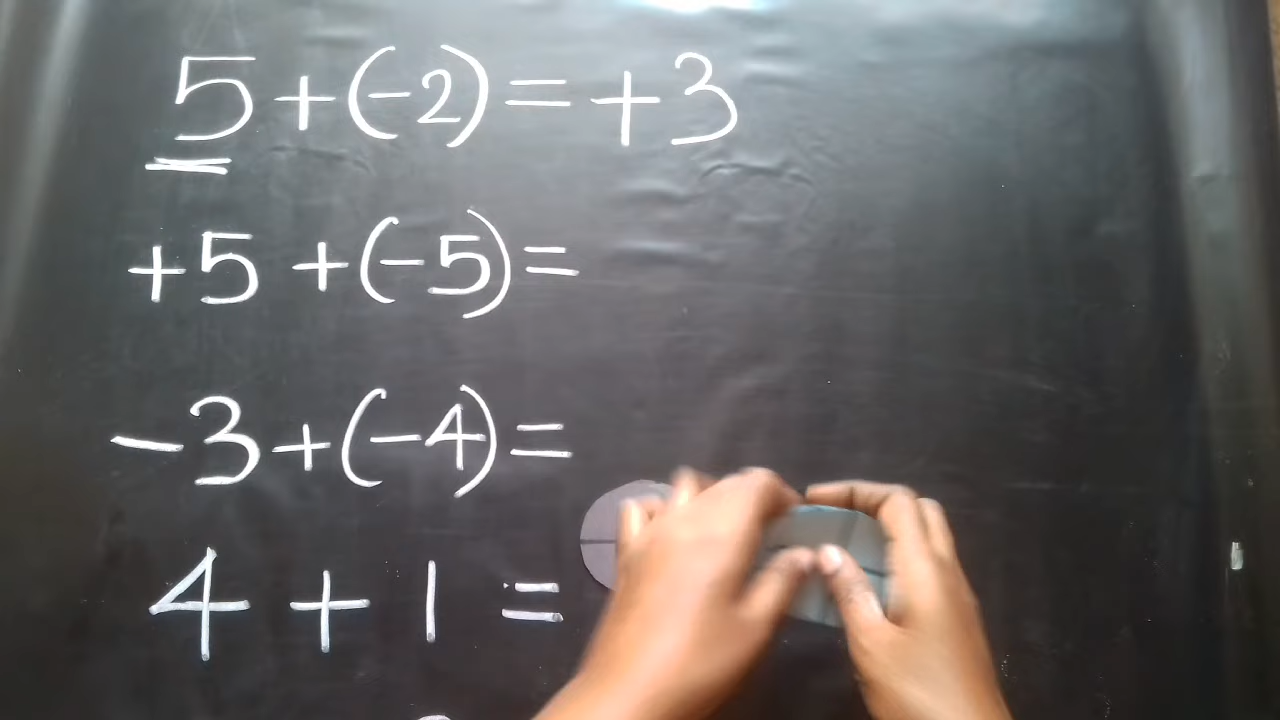 5 + (-2) = +3
+5 + (-5) =
-3 + (-4) =
4 + 1 =